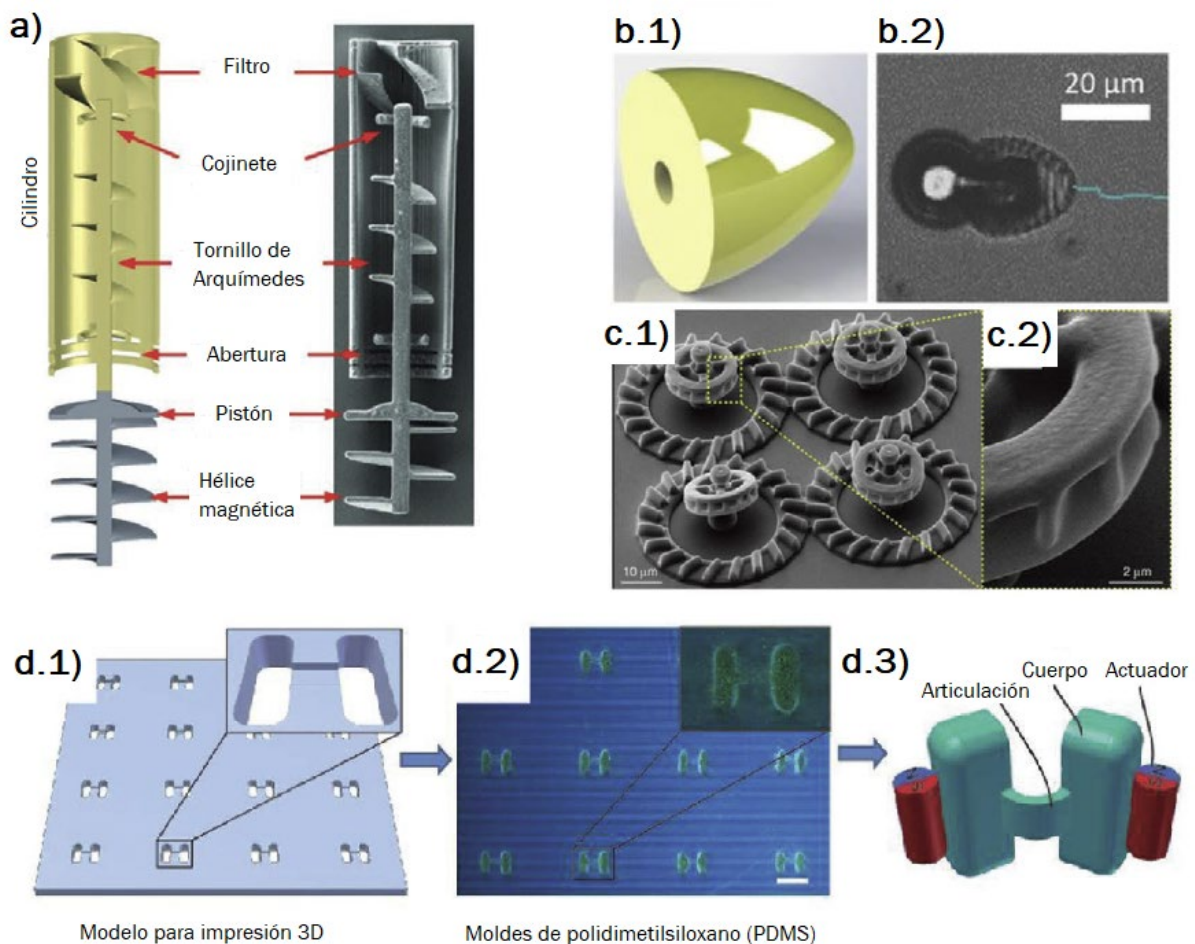 a)
Cilindro
Filtro
Cojinete
Tornillo de
Arquímedes
Abertura
Pistón
Hélice
magnética
b.1)
b.2)
20 µm
c.1)
c.2)
10 µm
2 µm
d.1)
d.2)
d.3)
Cuerpo
Actuador
Articulación
Modelo para impresión 3D
Moldes de polidimetilsiloxano (PDMS)